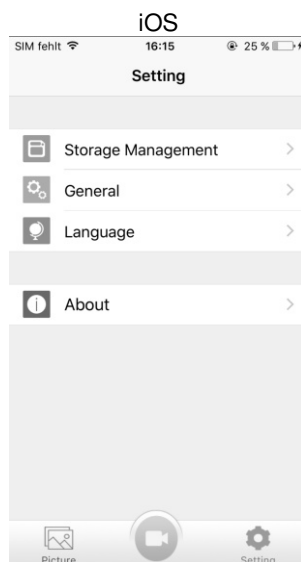 iOS
SIM fehlt 16:15 25 %
Setting
Storage Management
General
Language
About
Picture Setting